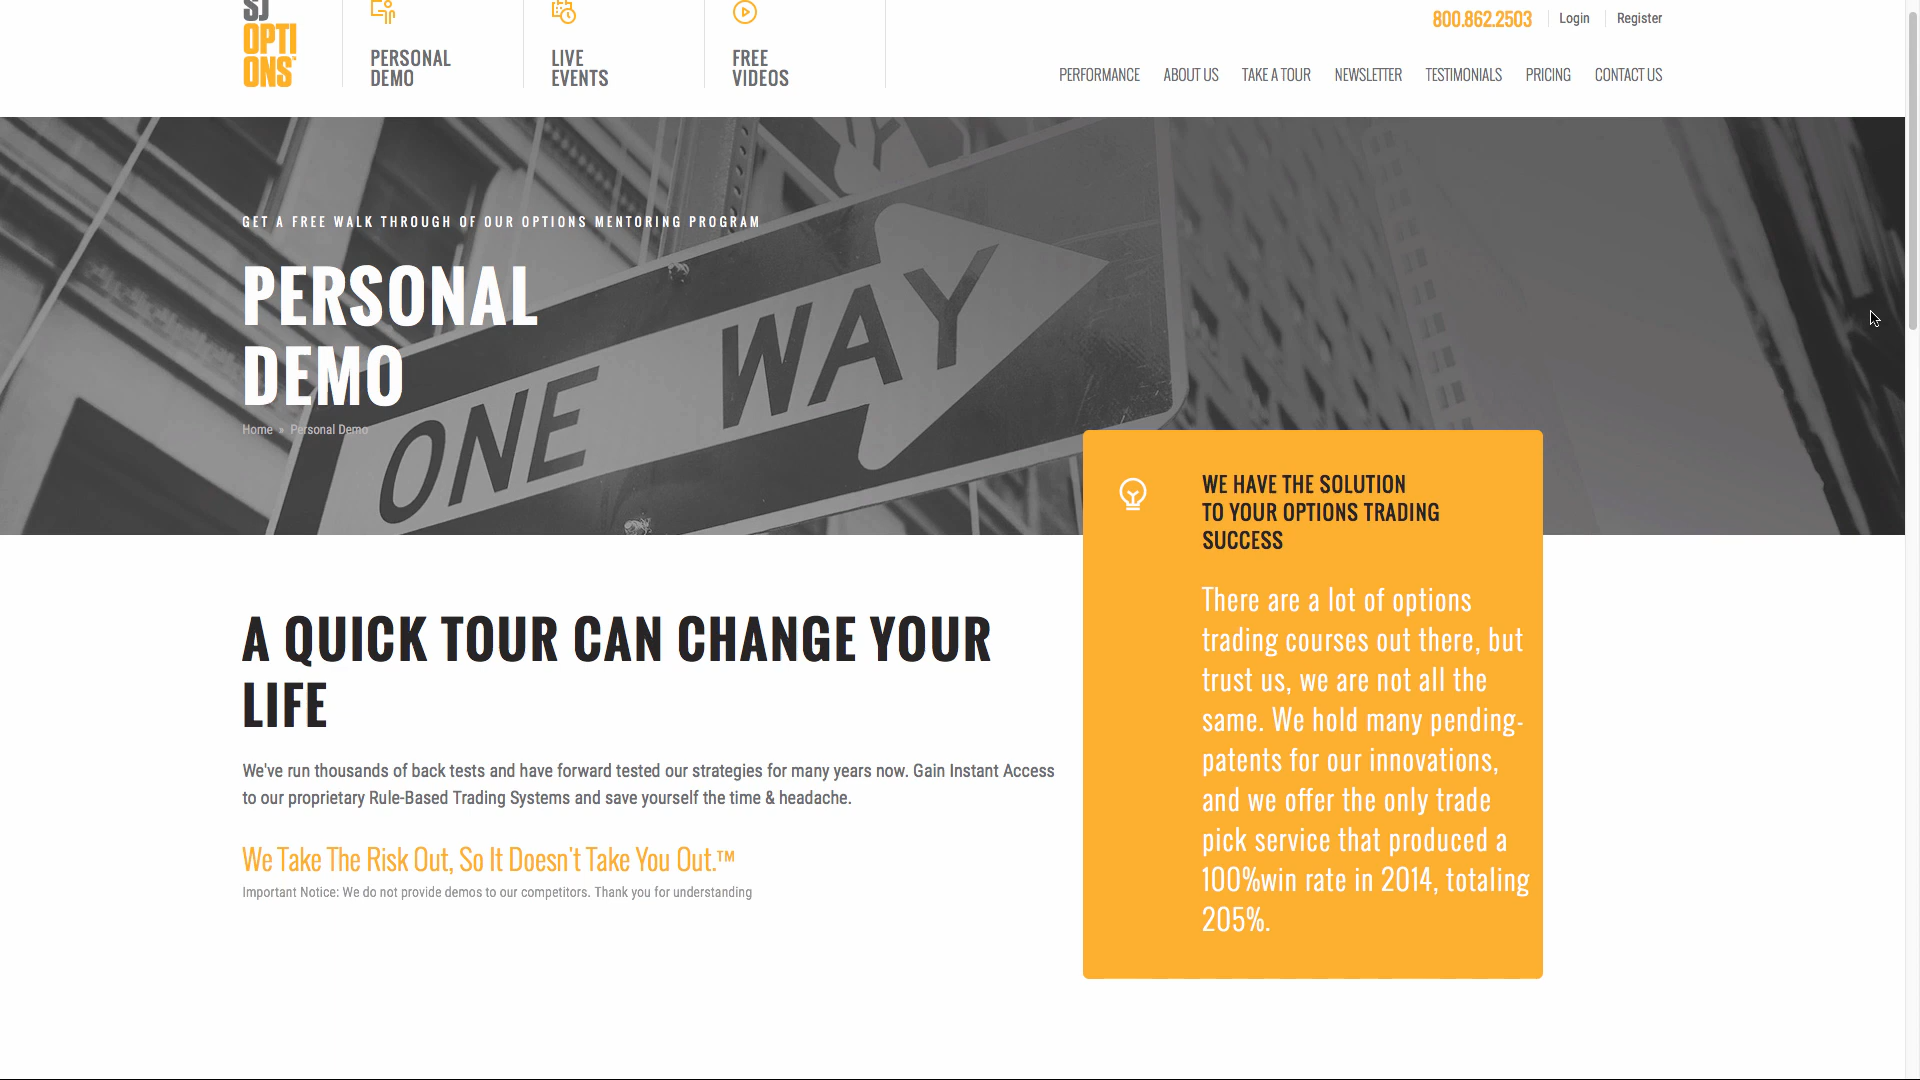 SJ
OPTI
ONS
PERSONAL
DEMO
LIVE
EVENTS
FREE
VIDEOS
800.862.2503
Login
Register
PERFORMANCE
ABOUT US
TAKE A TOUR
NEWSLETTER
TESTIMONIALS
PRICING
CONTACT US
GET A FREE WALK THROUGH OF OUR OPTIONS MENTORING PROGRAM
PERSONAL
DEMO
Home » Personal Demo
ONE WAY
WE HAVE THE SOLUTION
TO YOUR OPTIONS TRADING
SUCCESS
There are a lot of options
trading courses out there, but
trust us, we are not all the
same. We hold many pending-
patents for our innovations,
and we offer the only trade
pick service that produced a
100%win rate in 2014, totaling
205%.
A QUICK TOUR CAN CHANGE YOUR
LIFE
We've run thousands of back tests and have forward tested our strategies for many years now. Gain Instant Access
to our proprietary Rule-Based Trading Systems and save yourself the time & headache.
We Take The Risk Out, So It Doesn't Take You Out.™
Important Notice: We do not provide demos to our competitors. Thank you for understanding